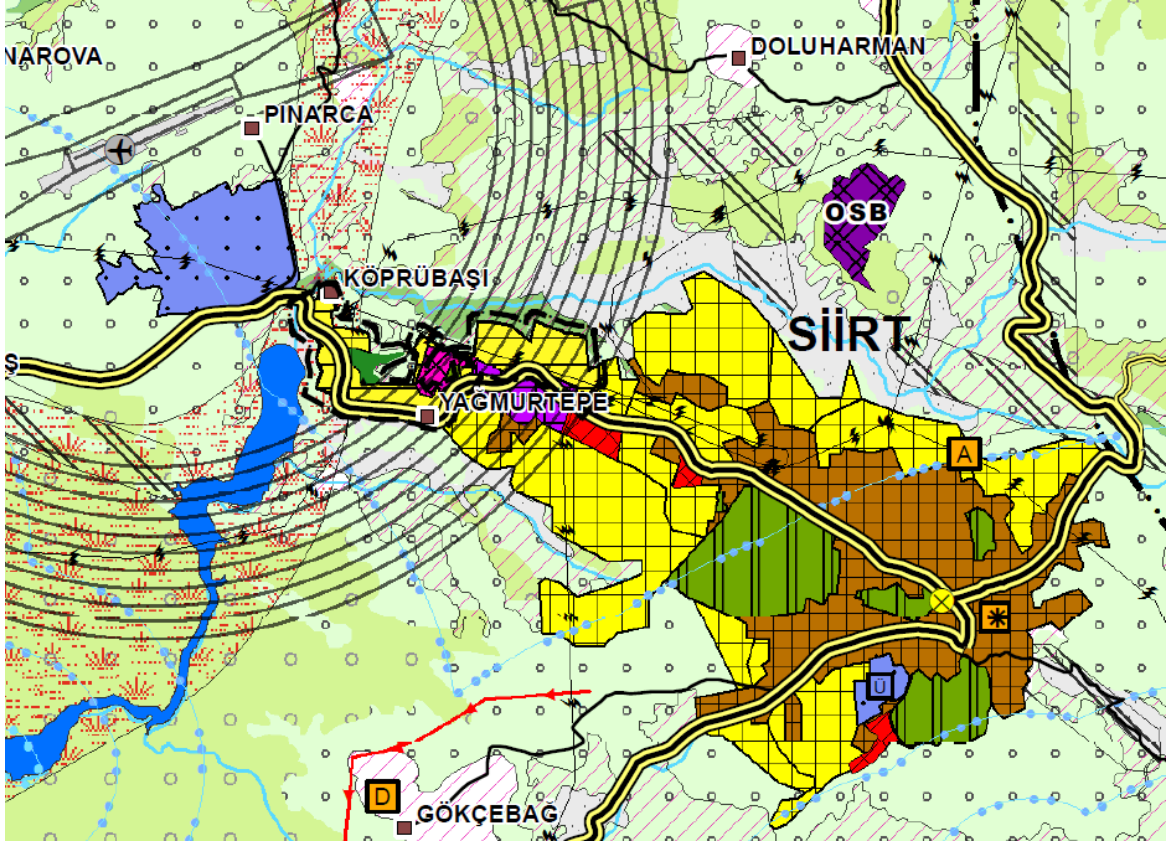 DOLUHARMAN
NAROVA
PINARCA
OSB
KÖPRÜBAŞI
SİİRT
Ş
YAĞMURTEPE
A
Ü
D
GÖKÇEBAĞ